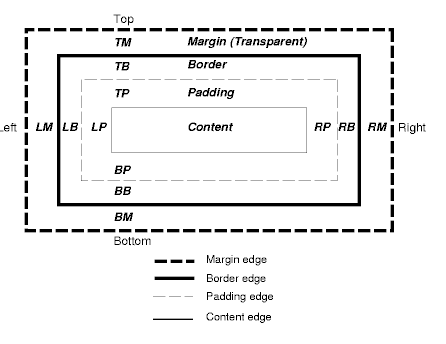 Top
TM Margin (Transparent)
TB Border
TP Padding
Left LM LB LP Content RP RB RM Right
BP
BB
BM
Bottom
Margin edge
Border edge
Padding edge
Content edge